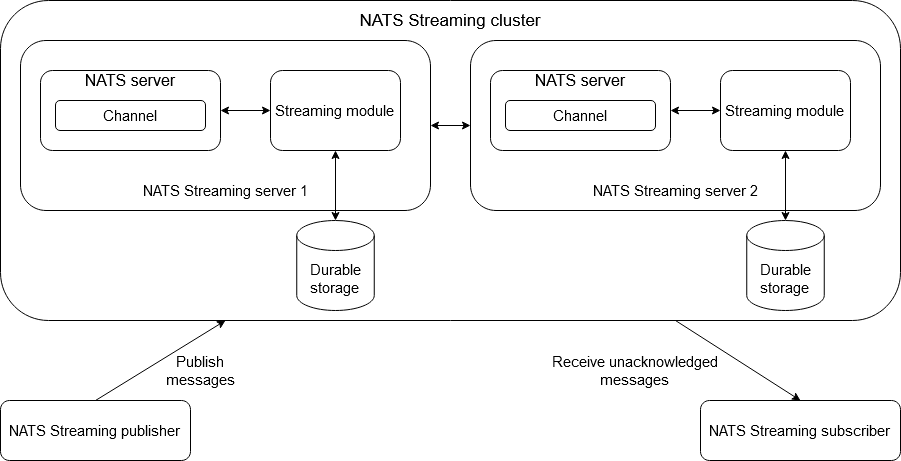 NATS Streaming cluster
NATS server
Channel
Streaming module
NATS Streaming server 1
Durable
storage
NATS server
Channel
Streaming module
NATS Streaming server 2
Durable
storage
Publish
messages
Receive unacknowledged
messages
NATS Streaming publisher
NATS Streaming subscriber